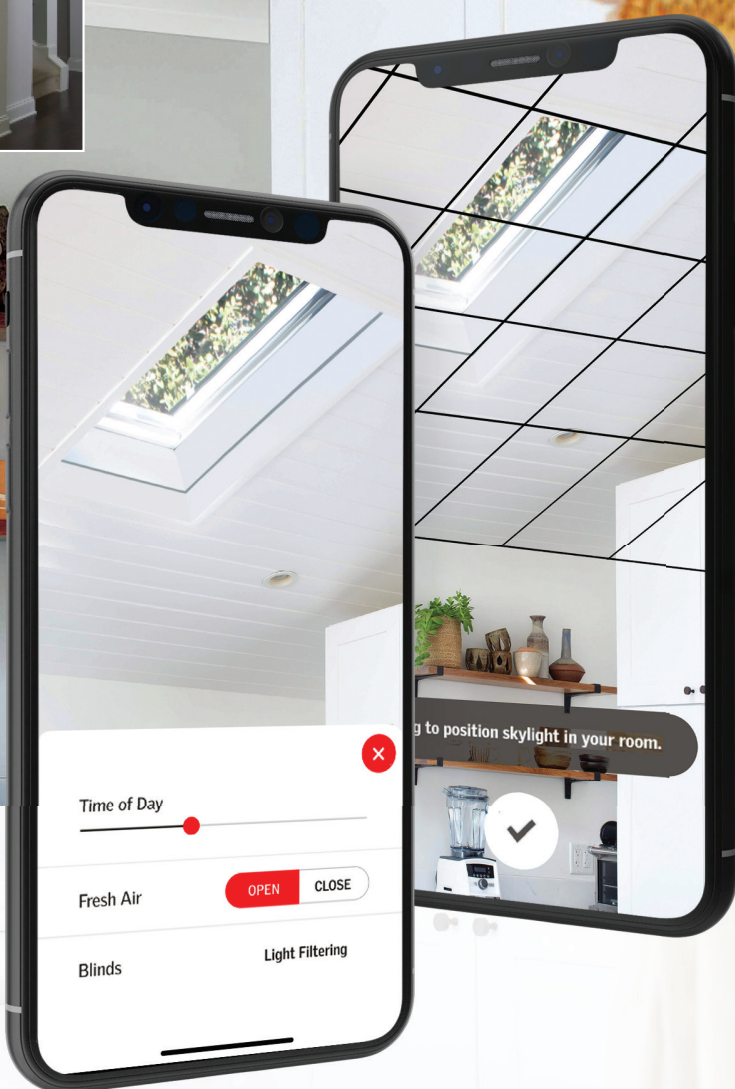 Time of Day
Fresh Air
OPEN
CLOSE
Blinds
Light Filtering
to position skylight in your room.